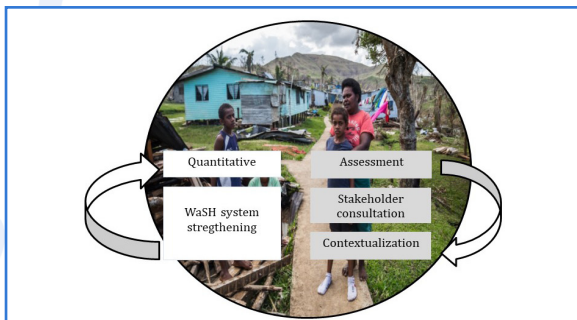 Quantitative
WaSH system
stregthening
Assessment
Stakeholder
consultation
Contextualization